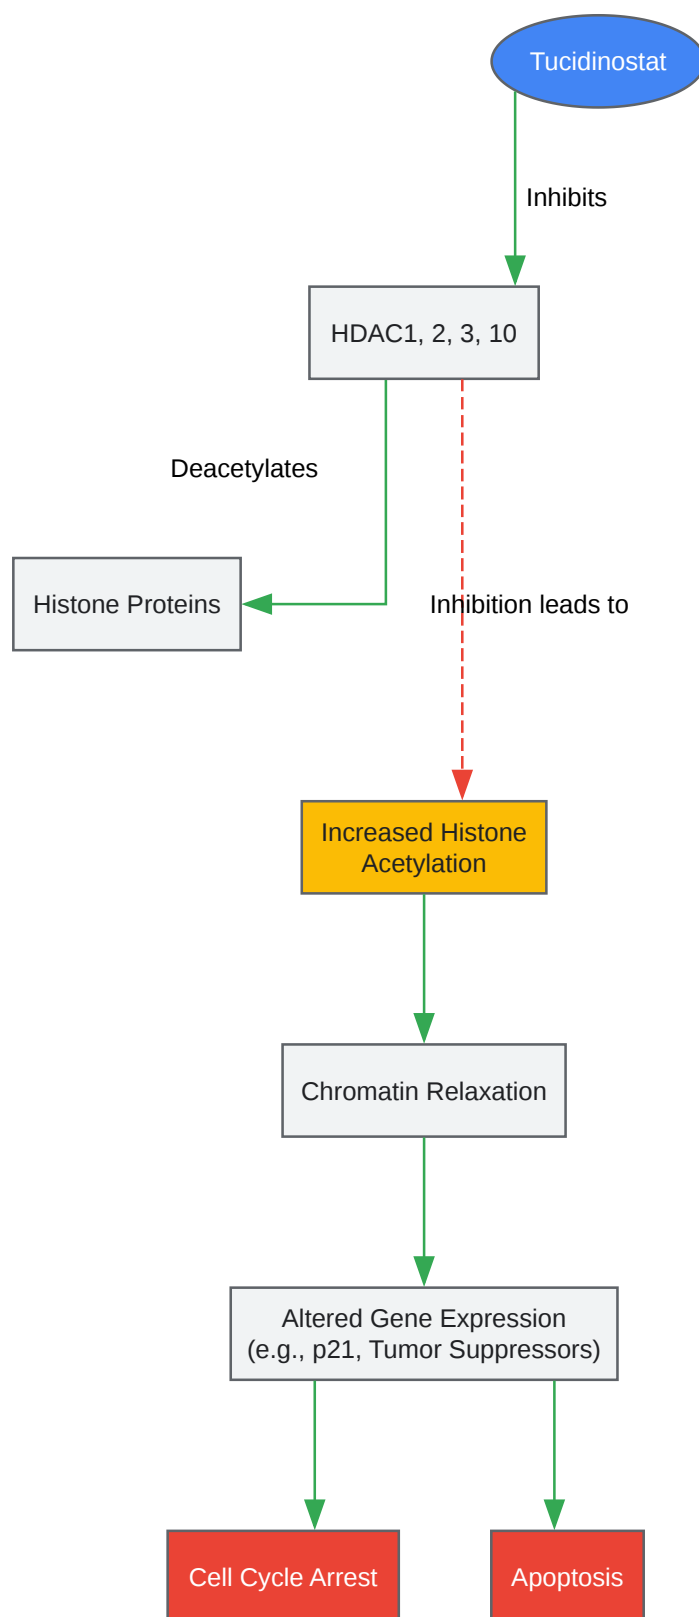 Tucidinostat
Inhibits
HDAC1, 2, 3, 10
Deacetylates
Histone Proteins
Inhibition leads to
Increased Histone
Acetylation
Chromatin Relaxation
Altered Gene Expression
(e.g., p21, Tumor Suppressors)
Cell Cycle Arrest
Apoptosis